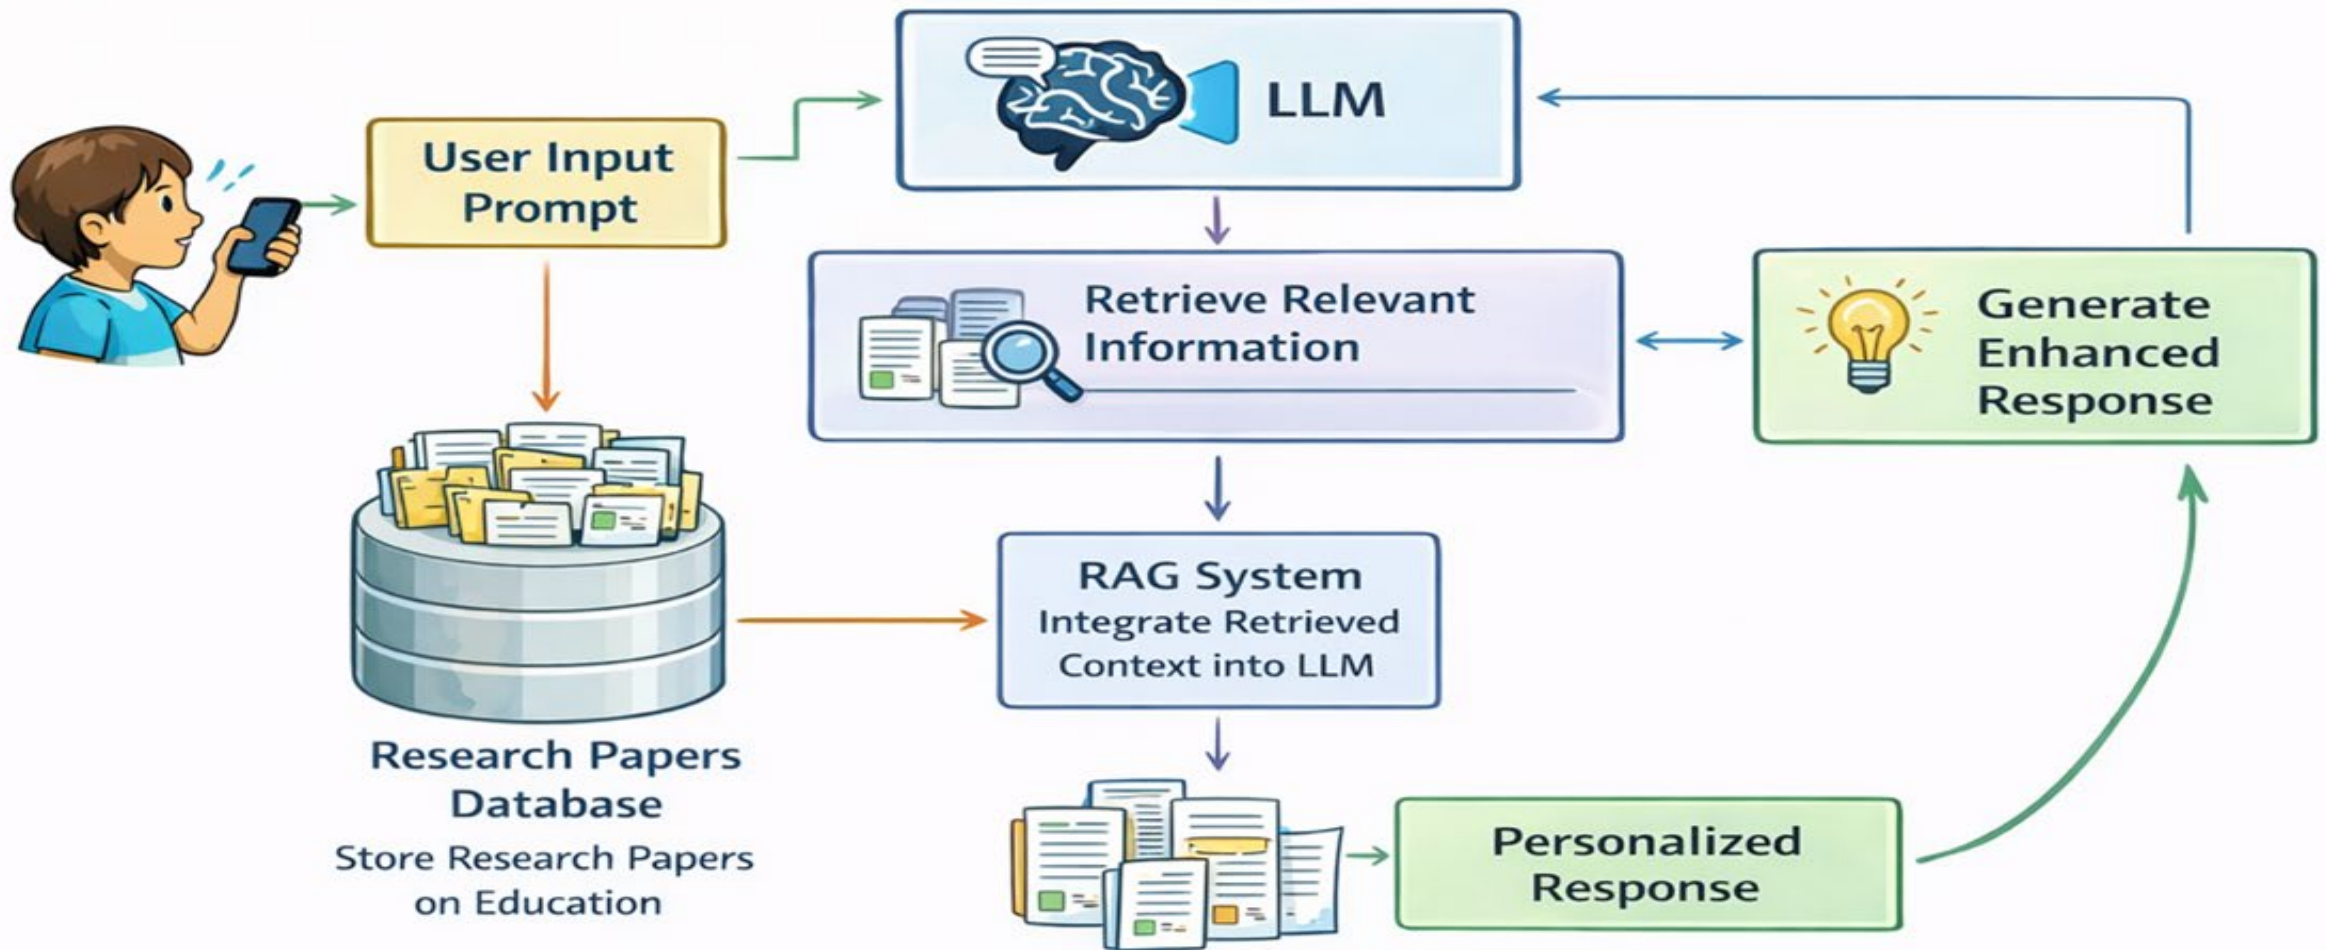 LLM
User Input
Prompt
Retrieve Relevant
Information
Generate
Enhanced
Response
RAG System
Integrate Retrieved
Context into LLM
Research Papers
Database
Store Research Papers
on Education
Personalized
Response